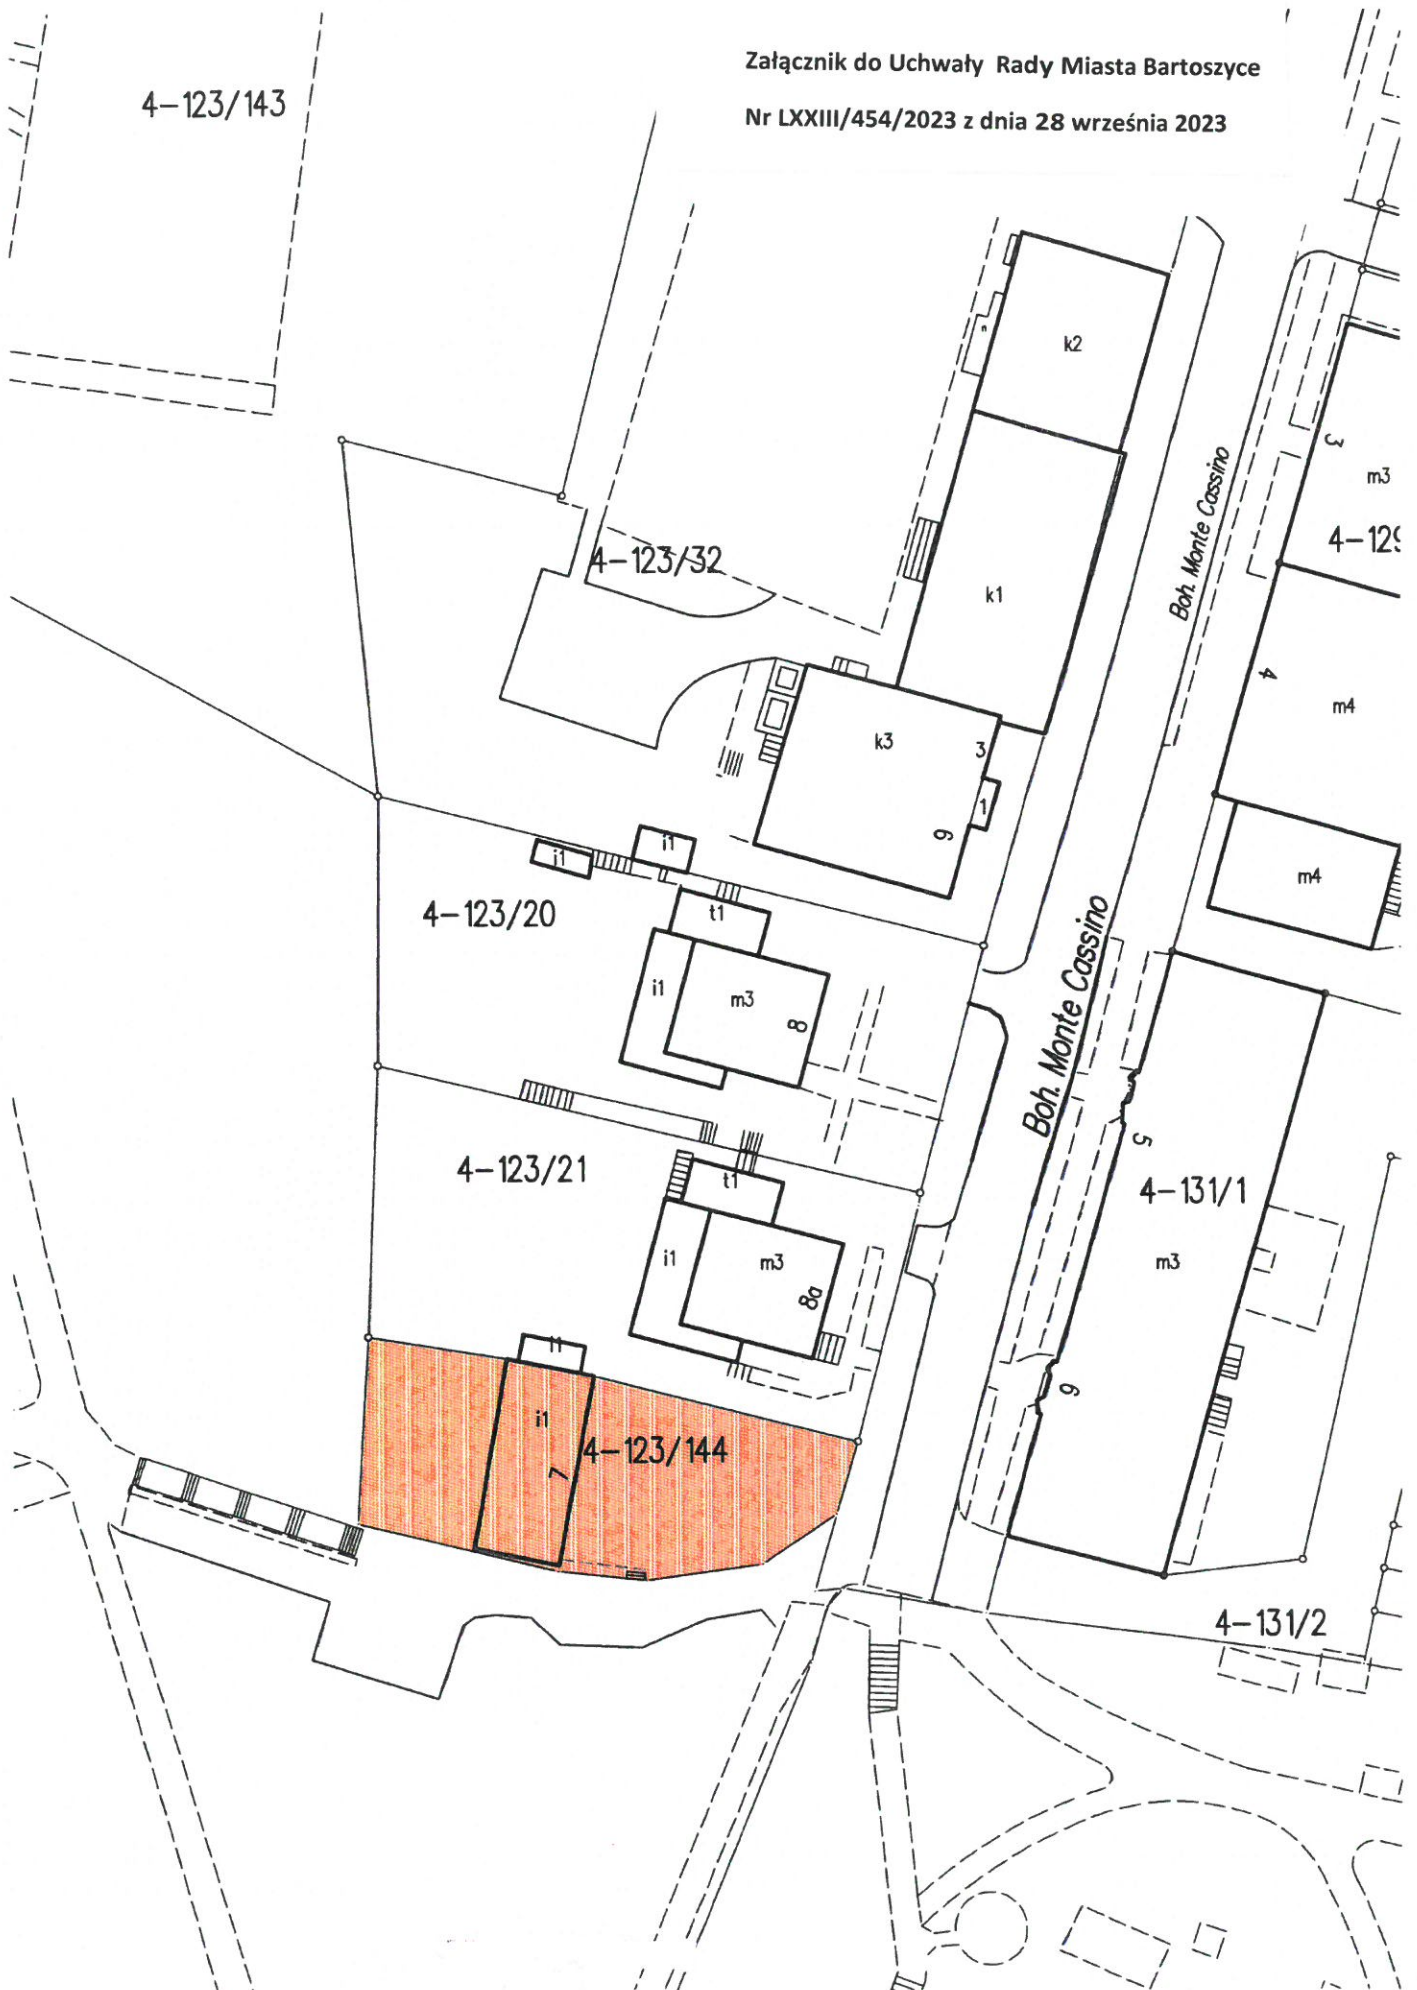 Załącznik do Uchwały Rady Miasta Bartoszyce
Nr LXXIII/454/2023 z dnia 28 września 2023
4-123/143
k2
3
m3
Boh. Monte Cassino
4-129
4-123/32
k1
4
m4
k3
3
1
9
i1
i1
m4
4-123/20
t1
Boh. Monte Cassino
i1
m3
8
5
4-123/21
t1
4-131/1
i1
m3
m3
8a
6
i1
4-123/144
7
4-131/2